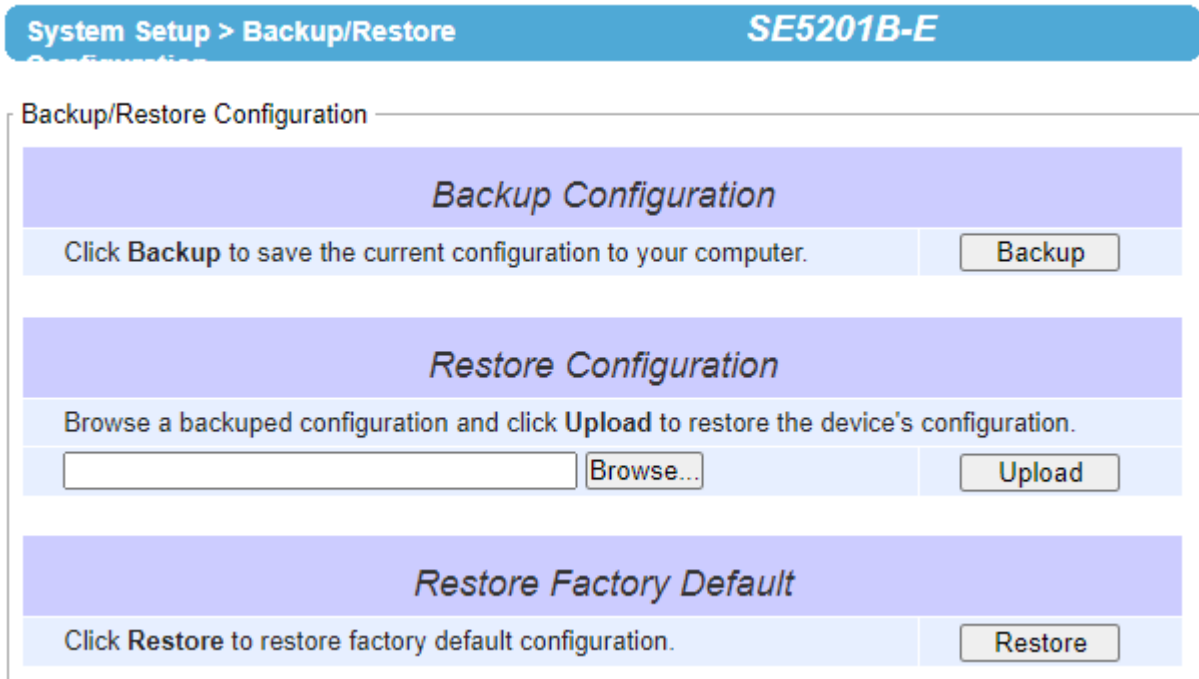 System Setup > Backup/Restore
SE5201B-E
Configuration
Backup/Restore Configuration
Backup Configuration
Click Backup to save the current configuration to your computer.
Backup
Restore Configuration
Browse a backuped configuration and click Upload to restore the device's configuration.
Browse...
Upload
Restore Factory Default
Click Restore to restore factory default configuration.
Restore